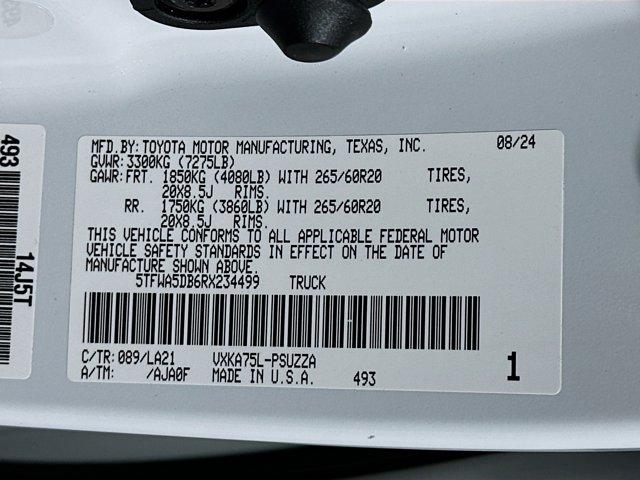 MFD.BY:TOYOTA MOTOR MANUFACTURING, TEXAS, INC. 08/24
GVWR:3300KG (7275LB)
GAWR:FRT. 1850KG (4080LB) WITH 265/60R20 TIRES,
20X8.5J RIMS.
RR. 1750KG (3860LB) WITH 265/60R20 TIRES,
20X8.5J RIMS.
THIS VEHICLE CONFORMS TO ALL APPLICABLE FEDERAL MOTOR
VEHICLE SAFETY STANDARDS IN EFFECT ON THE DATE OF
MANUFACTURE SHOWN ABOVE.
5TFWA5DB6RX234499 TRUCK
C/TR:089/LA21 VXKA75L-PSUZZA
A/TM: /AJA0F MADE IN U.S.A. 493 1
493
14J5T